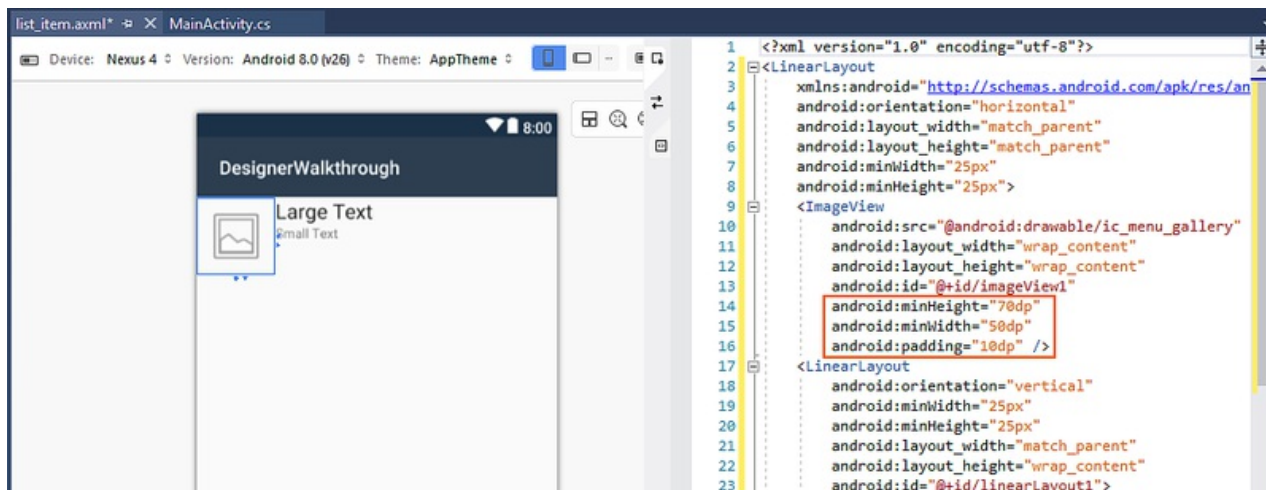 list_item.axml* MainActivity.cs
Device: Nexus 4 Version: Android 8.0 (v26) Theme: AppTheme
8:00
DesignerWalkthrough
Large Text
Small Text
1 <?xml version="1.0" encoding="utf-8"?>
2 <LinearLayout
3 xmlns:android="http://schemas.android.com/apk/res/an
4 android:orientation="horizontal"
5 android:layout_width="match_parent"
6 android:layout_height="match_parent"
7 android:minWidth="25px"
8 android:minHeight="25px">
9 <ImageView
10 android:src="@android:drawable/ic_menu_gallery"
11 android:layout_width="wrap_content"
12 android:layout_height="wrap_content"
13 android:id="@+id/imageView1"
14 android:minHeight="70dp"
15 android:minWidth="50dp"
16 android:padding="10dp" />
17 <LinearLayout
18 android:orientation="vertical"
19 android:minWidth="25px"
20 android:minHeight="25px"
21 android:layout_width="match_parent"
22 android:layout_height="wrap_content"
23 android:id="@+id/linearLayout1">